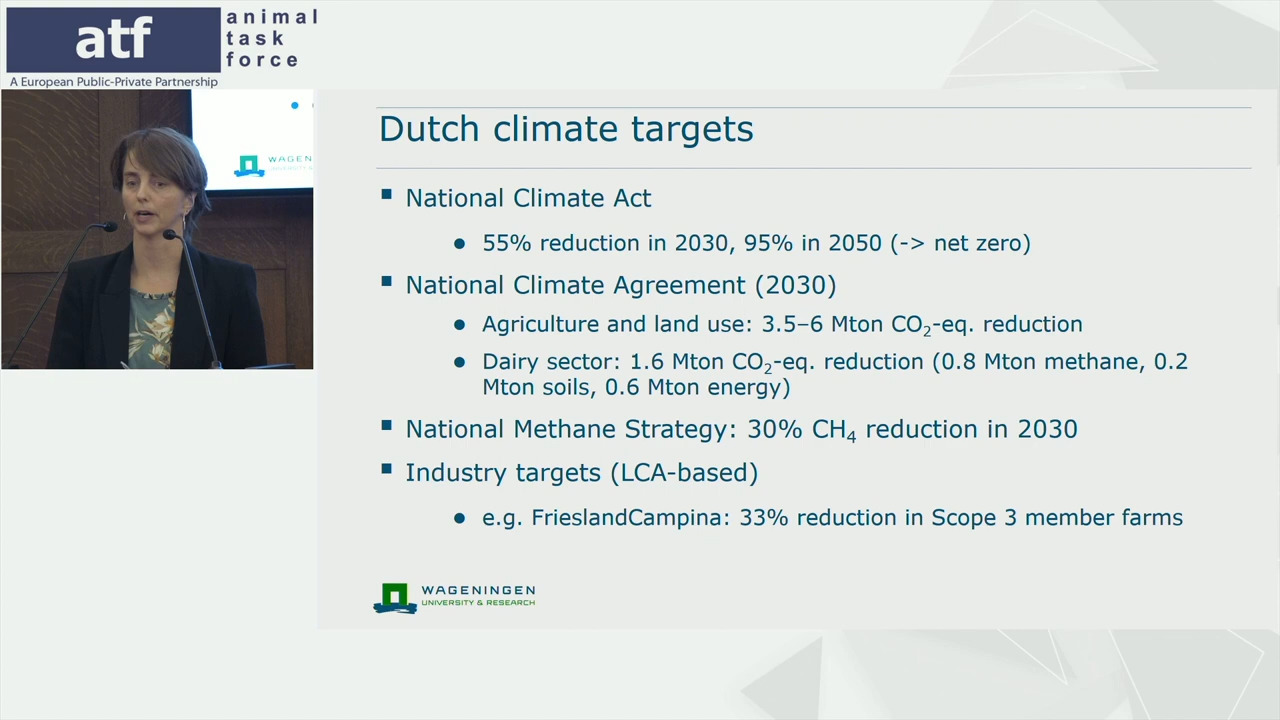 atf
animal
task
force
A European Public-Private Partnership
WAGEN
Dutch climate targets
National Climate Act
55% reduction in 2030, 95% in 2050 (-> net zero)
National Climate Agreement (2030)
Agriculture and land use: 3.5–6 Mton CO₂-eq. reduction
Dairy sector: 1.6 Mton CO₂-eq. reduction (0.8 Mton methane, 0.2
Mton soils, 0.6 Mton energy)
National Methane Strategy: 30% CH₄ reduction in 2030
Industry targets (LCA-based)
e.g. FrieslandCampina: 33% reduction in Scope 3 member farms
WAGENINGEN
UNIVERSITY & RESEARCH